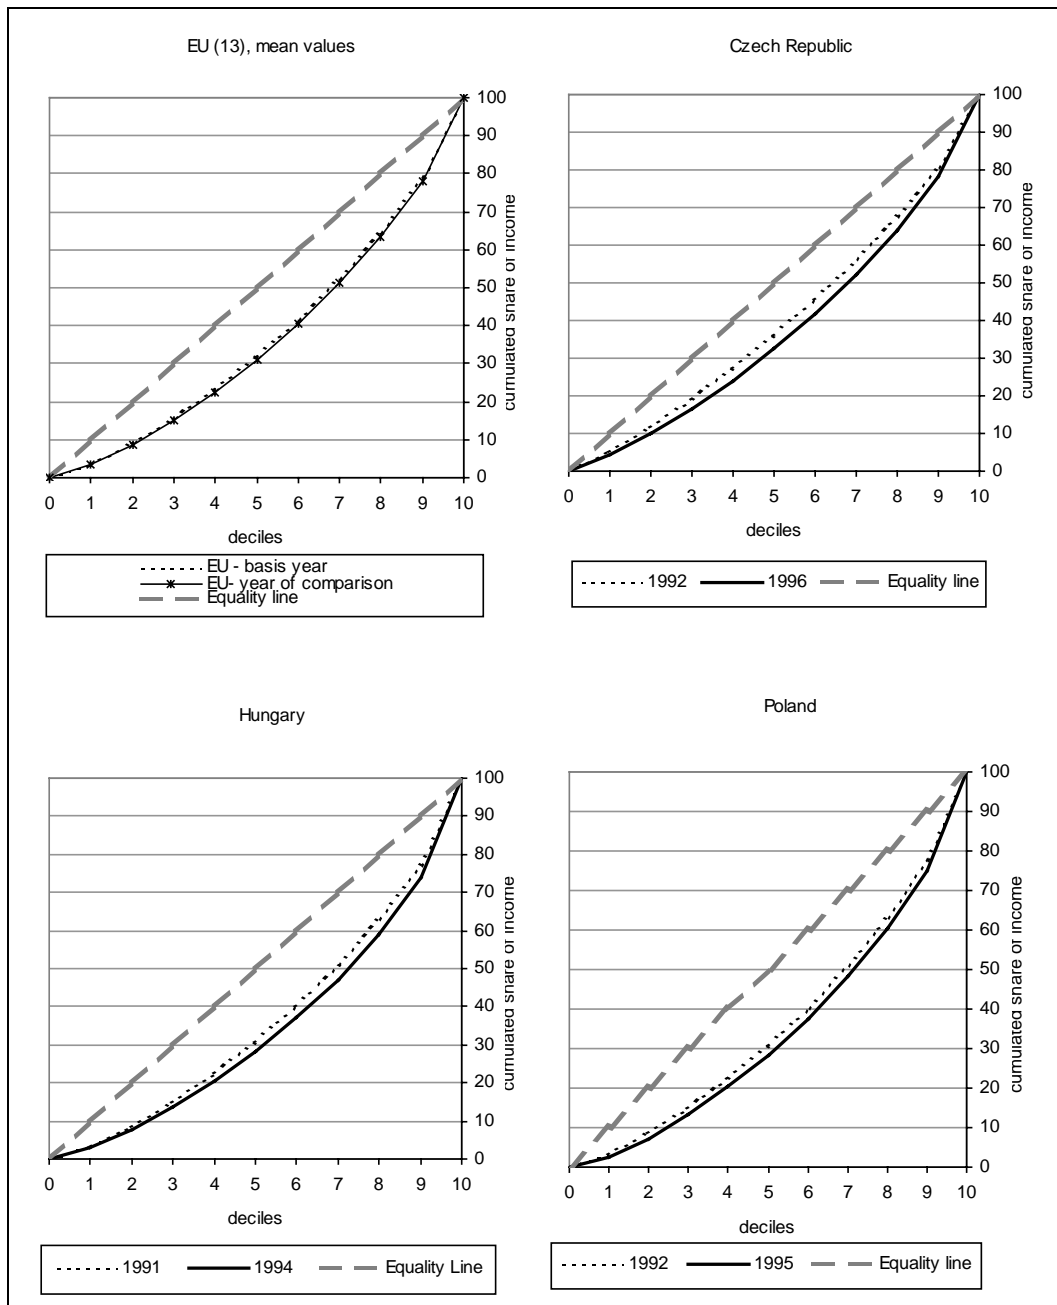 EU (13), mean values
100
90
80
70
60
50
40
30
20
10
0
cumulated share of income
0 1 2 3 4 5 6 7 8 9 10
deciles
EU - basis year
EU- year of comparison
Equality line
Czech Republic
100
90
80
70
60
50
40
30
20
10
0
cumulated share of income
0 1 2 3 4 5 6 7 8 9 10
deciles
1992 1996 Equality line
Hungary
100
90
80
70
60
50
40
30
20
10
0
cumulated share of income
0 1 2 3 4 5 6 7 8 9 10
deciles
1991 1994 Equality Line
Poland
100
90
80
70
60
50
40
30
20
10
0
cumulated share of income
0 1 2 3 4 5 6 7 8 9 10
deciles
1992 1995 Equality line